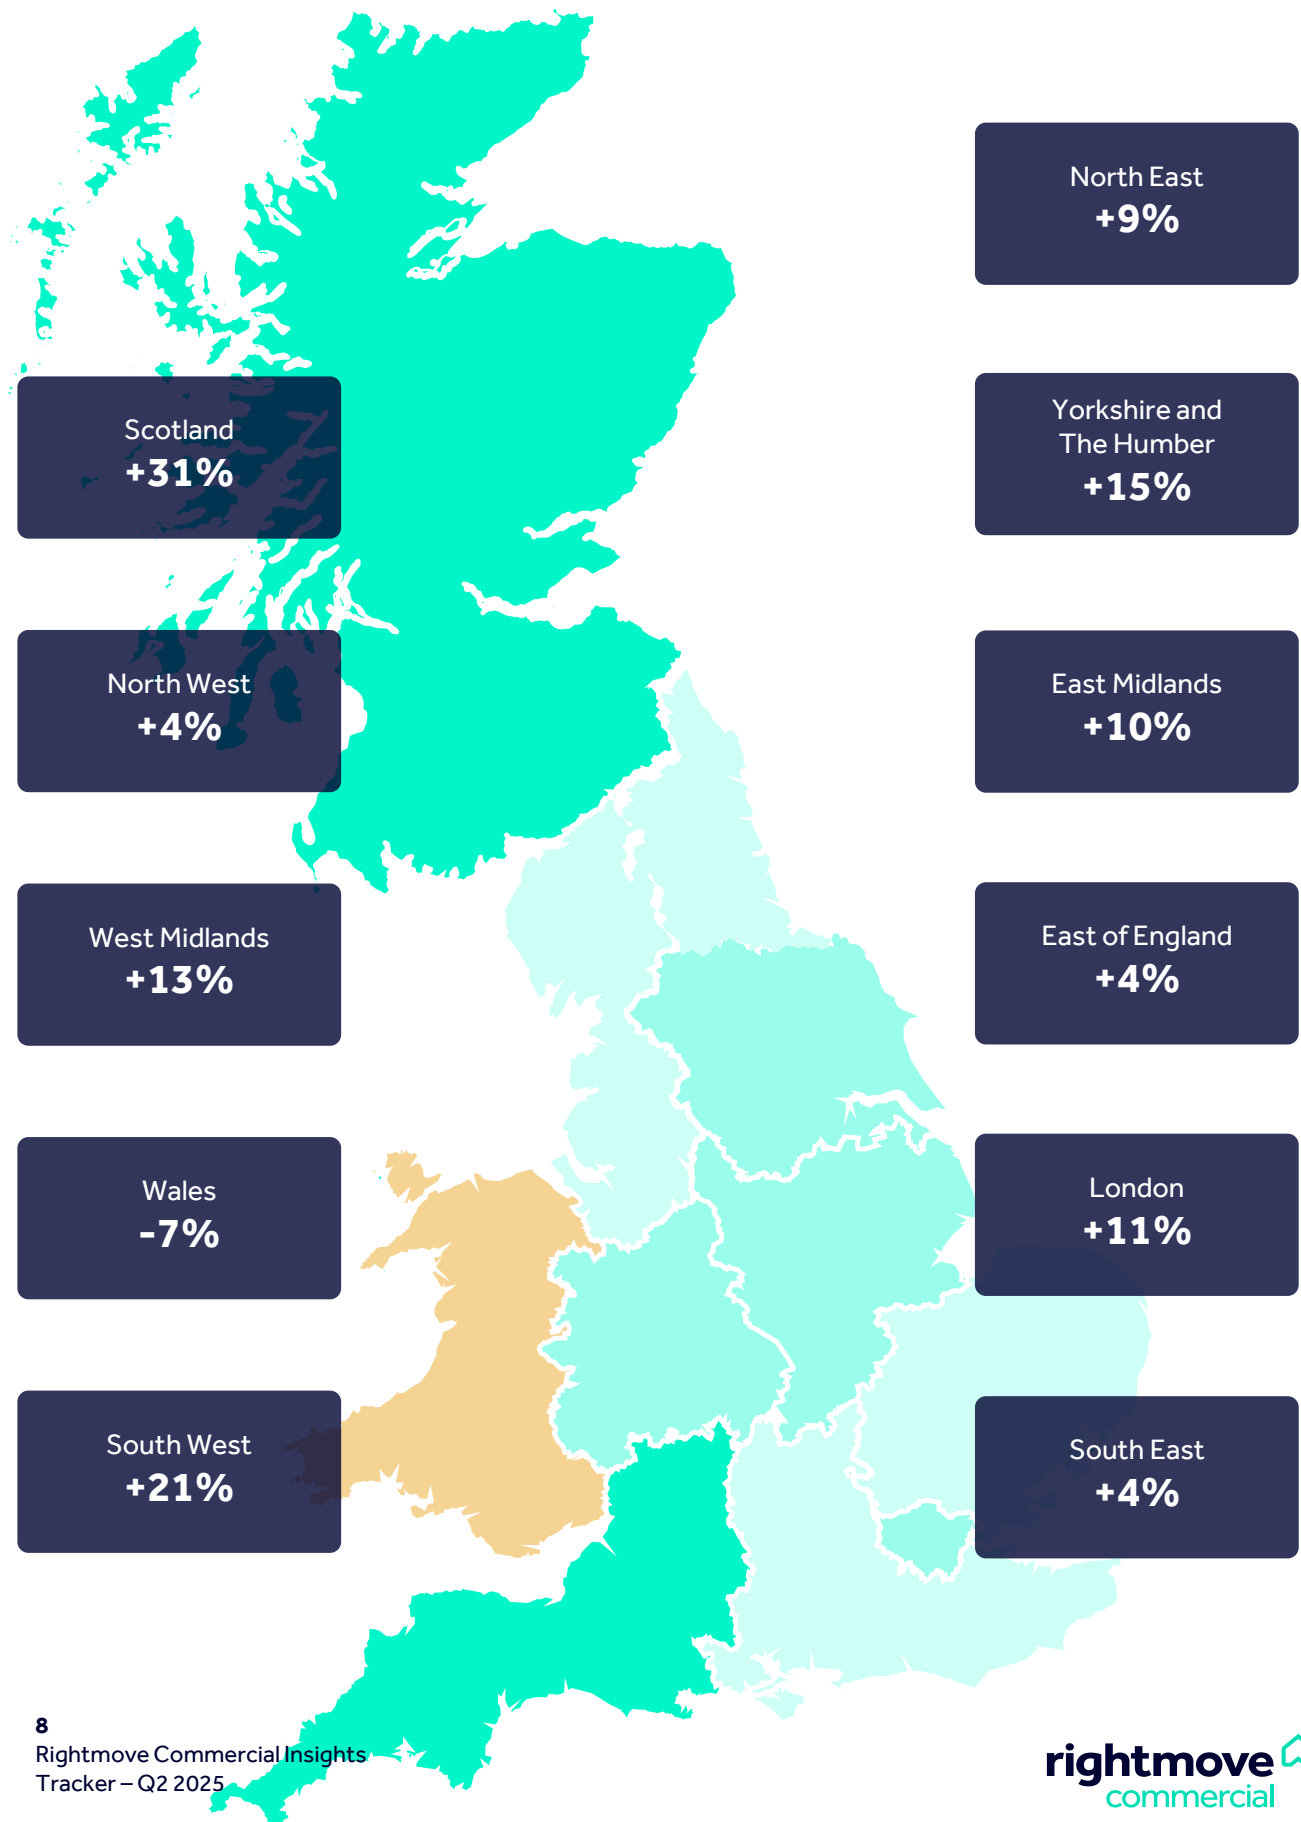 North East
+9%
Scotland
+31%
Yorkshire and
The Humber
+15%
North West
+4%
East Midlands
+10%
West Midlands
+13%
East of England
+4%
Wales
-7%
London
+11%
South West
+21%
South East
+4%
8
Rightmove Commercial Insights
Tracker – Q2 2025
rightmove
commercial